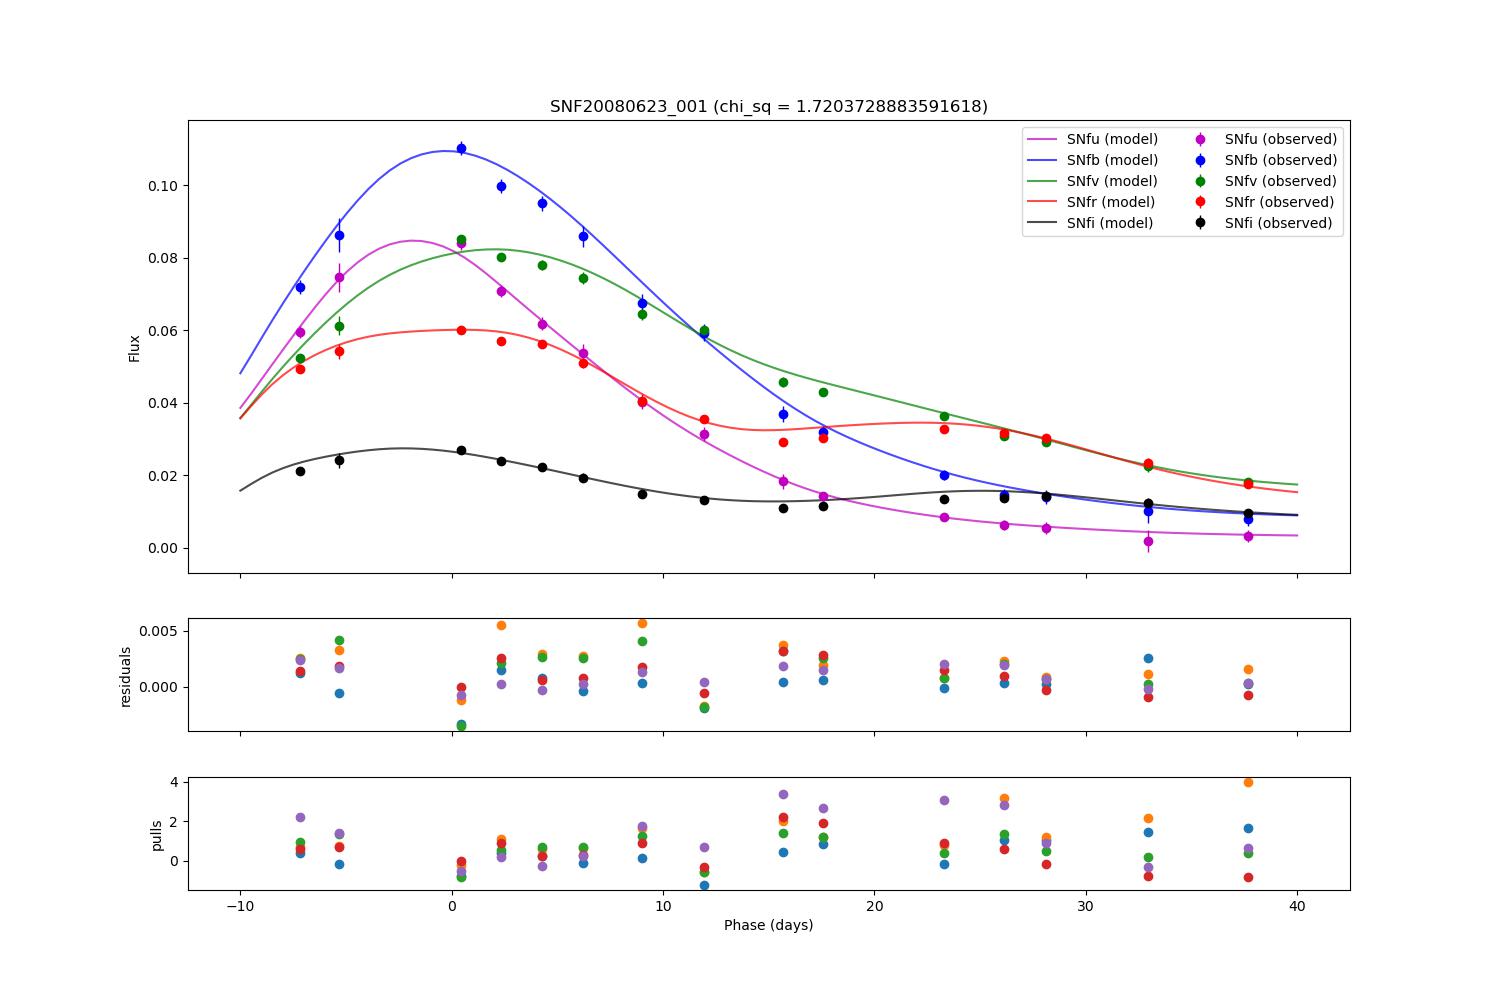 SNF20080623_001 (chi_sq = 1.7203728883591618)
SNfu (model)
SNfb (model)
SNfv (model)
SNfr (model)
SNfi (model)
SNfu (observed)
SNfb (observed)
SNfv (observed)
SNfr (observed)
SNfi (observed)
Flux
0.10
0.08
0.06
0.04
0.02
0.00
residuals
0.005
0.000
pulls
4
2
0
−10
0
10
20
30
40
Phase (days)